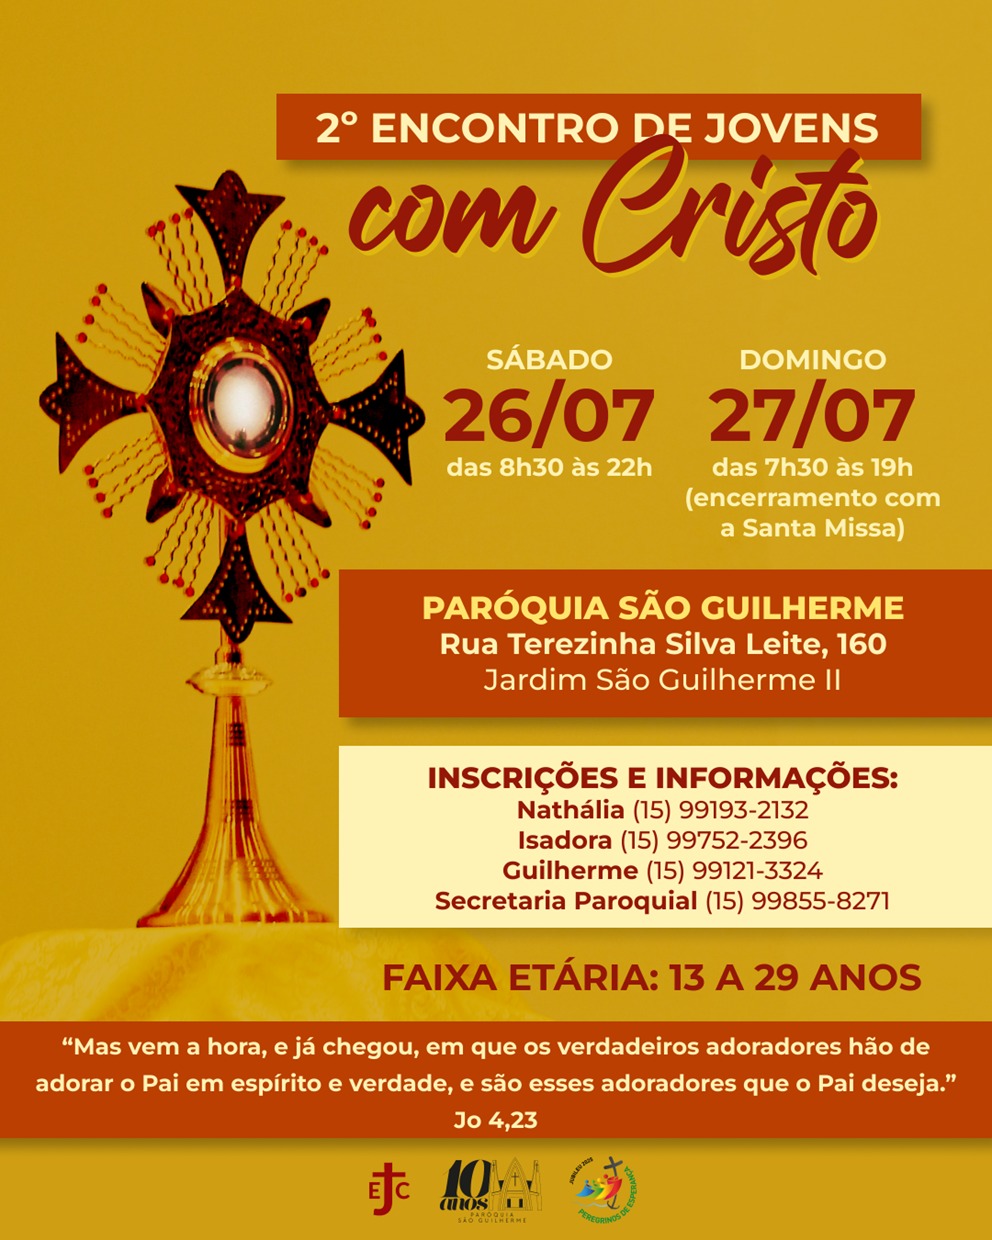 2º ENCONTRO DE JOVENS
com Cristo
SÁBADO
26/07
das 8h30 às 22h
DOMINGO
27/07
das 7h30 às 19h
(encerramento com
a Santa Missa)
PARÓQUIA SÃO GUILHERME
Rua Terezinha Silva Leite, 160
Jardim São Guilherme II
INSCRIÇÕES E INFORMAÇÕES:
Nathália (15) 99193-2132
Isadora (15) 99752-2396
Guilherme (15) 99121-3324
Secretaria Paroquial (15) 99855-8271
FAIXA ETÁRIA: 13 A 29 ANOS
“Mas vem a hora, e já chegou, em que os verdadeiros adoradores hão de
adorar o Pai em espírito e verdade, e são esses adoradores que o Pai deseja.”
Jo 4,23
EJC
10
anos
PARÓQUIA
SÃO GUILHERME
JUBILEU 2025
PEREGRINOS DE ESPERANÇA